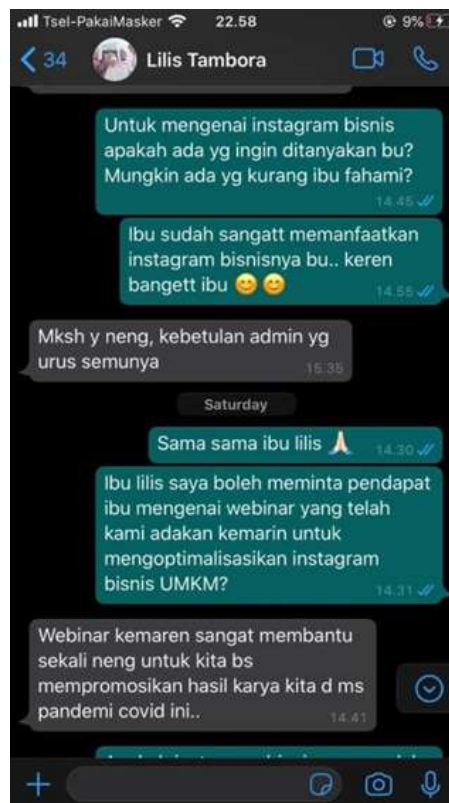 Tsel-PakaiMasker 22.58 9%
34 Lilis Tambora
Untuk mengenai instagram bisnis
apakah ada yg ingin ditanyakan bu?
Mungkin ada yg kurang ibu fahami?
14.45
Ibu sudah sangatt memanfaatkan
instagram bisnisnya bu.. keren
bangett ibu 😊😊
14.55
Mksh y neng, kebetulan admin yg
urus semunya
15.35
Saturday
Sama sama ibu lilis 🙏🏻
14.30
Ibu lilis saya boleh meminta pendapat
ibu mengenai webinar yang telah
kami adakan kemarin untuk
mengoptimalisasikan instagram
bisnis UMKM?
14.31
Webinar kemaren sangat membantu
sekali neng untuk kita bs
mempromosikan hasil karya kita d ms
pandemi covid ini..
14.41